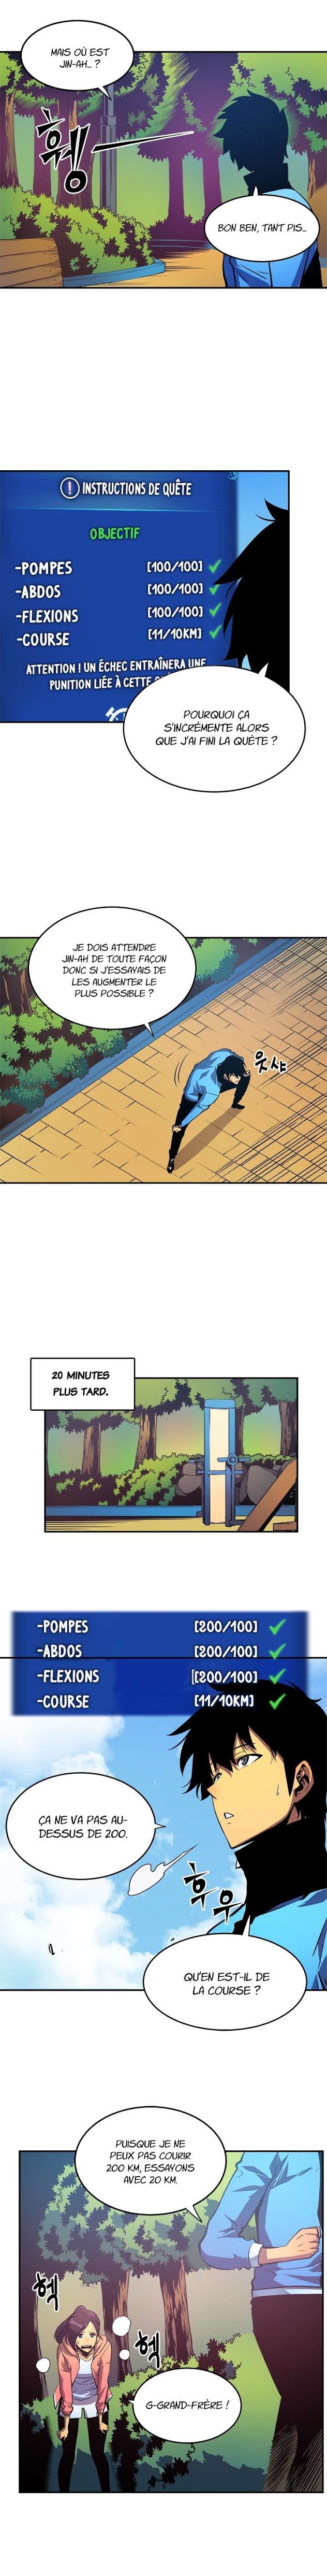 MAIS OÙ EST
JIN-AH... ?
휑
BON BEN, TANT PIS...
! INSTRUCTIONS DE QUÊTE
OBJECTIF
-POMPES [100/100] ✓
-ABDOS [100/100] ✓
-FLEXIONS [100/100] ✓
-COURSE [11/10KM] ✓
ATTENTION ! UN ÉCHEC ENTRAÎNERA UNE
PUNITION LIÉE À CETTE
POURQUOI ÇA
S'INCRÉMENTE ALORS
QUE J'AI FINI LA QUÊTE ?
JE DOIS ATTENDRE
JIN-AH DE TOUTE FAÇON
DONC SI J'ESSAYAIS DE
LES AUGMENTER LE
PLUS POSSIBLE ?
읏샤
20 MINUTES
PLUS TARD.
-POMPES [200/100] ✓
-ABDOS [200/100] ✓
-FLEXIONS [200/100] ✓
-COURSE [11/10KM] ✓
ÇA NE VA PAS AU-
DESSUS DE 200.
후우
QU'EN EST-IL DE
LA COURSE ?
PUISQUE JE NE
PEUX PAS COURIR
200 KM, ESSAYONS
AVEC 20 KM.
헉
헉
G-GRAND-FRÈRE !